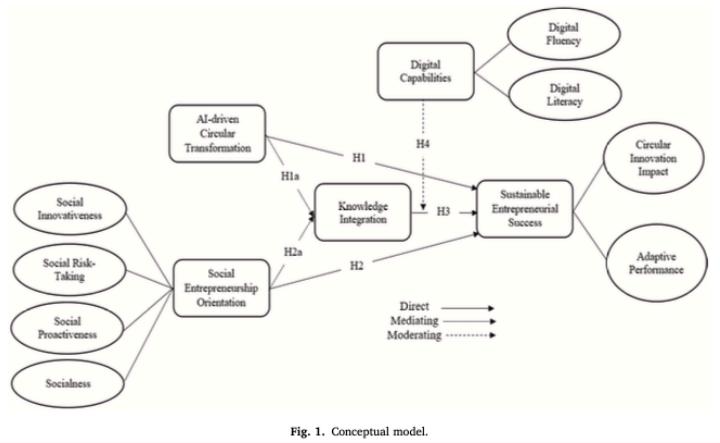 Digital
Fluency
Digital
Capabilities
Digital
Literacy
AI-driven
Circular
Transformation
H4
H1
Circular
Innovation
Impact
H1a
Social
Innovativeness
Knowledge
Integration
H3
Sustainable
Entrepreneurial
Success
Social Risk-
Taking
H2a
Social
Entrepreneurship
Orientation
H2
Adaptive
Performance
Social
Proactiveness
Direct
Mediating
Moderating
Socialness
Fig. 1. Conceptual model.